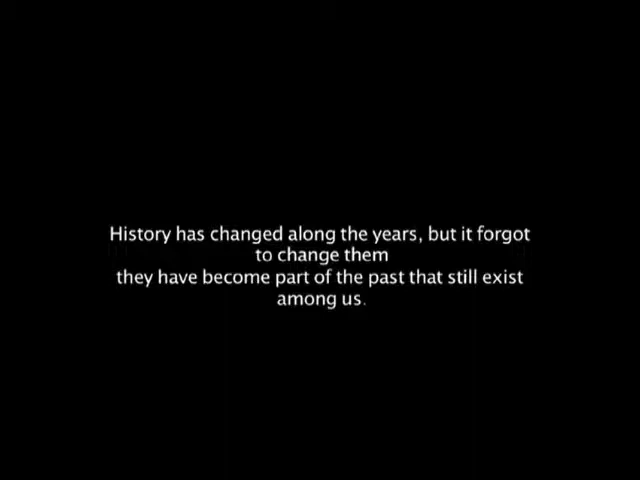 History has changed along the years, but it forgot
to change them
they have become part of the past that still exist
among us.